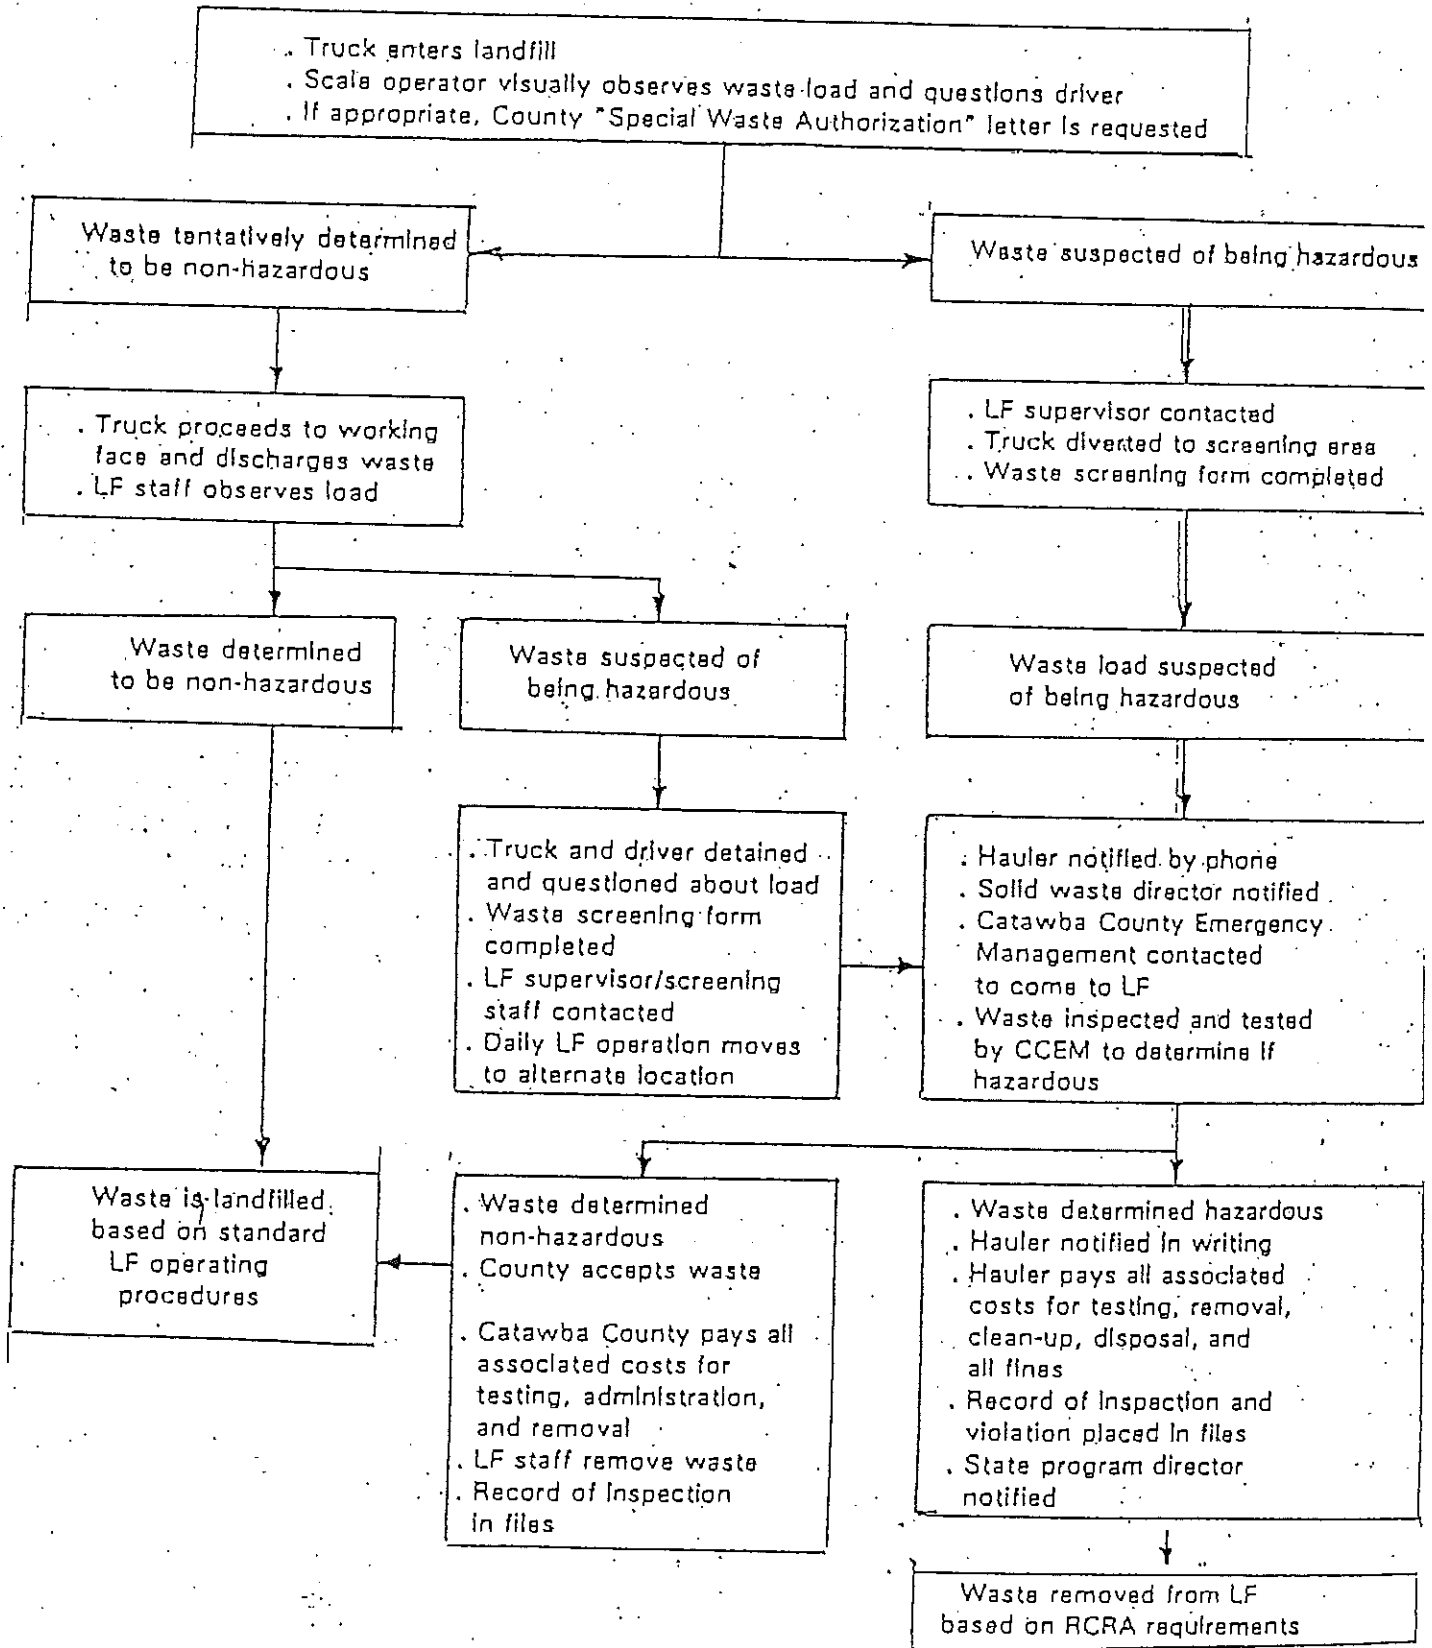 . Truck enters landfill
. Scale operator visually observes waste load and questions driver
. If appropriate, County "Special Waste Authorization" letter is requested
Waste tentatively determined
to be non-hazardous
Waste suspected of being hazardous
. Truck proceeds to working
face and discharges waste
. LF staff observes load
. LF supervisor contacted
. Truck diverted to screening area
. Waste screening form completed
Waste determined
to be non-hazardous
Waste suspected of
being hazardous
Waste load suspected
of being hazardous
. Truck and driver detained
and questioned about load
. Waste screening form
completed
. LF supervisor/screening
staff contacted
. Daily LF operation moves
to alternate location
. Hauler notified by phone
. Solid waste director notified
. Catawba County Emergency
Management contacted
to come to LF
. Waste inspected and tested
by CCEM to determine if
hazardous
Waste is landfilled
based on standard
LF operating
procedures
. Waste determined
non-hazardous
. County accepts waste
. Catawba County pays all
associated costs for
testing, administration,
and removal
. LF staff remove waste
. Record of Inspection
in files
. Waste determined hazardous
. Hauler notified in writing
. Hauler pays all associated
costs for testing, removal,
clean-up, disposal, and
all fines
. Record of Inspection and
violation placed in files
. State program director
notified
Waste removed from LF
based on RCRA requirements